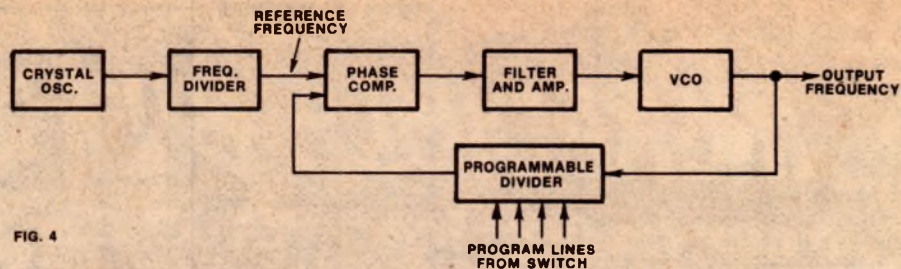 REFERENCE
FREQUENCY
CRYSTAL
OSC.
FREQ.
DIVIDER
PHASE
COMP.
FILTER
AND AMP.
VCO
OUTPUT
FREQUENCY
PROGRAMMABLE
DIVIDER
FIG. 4
PROGRAM LINES
FROM SWITCH